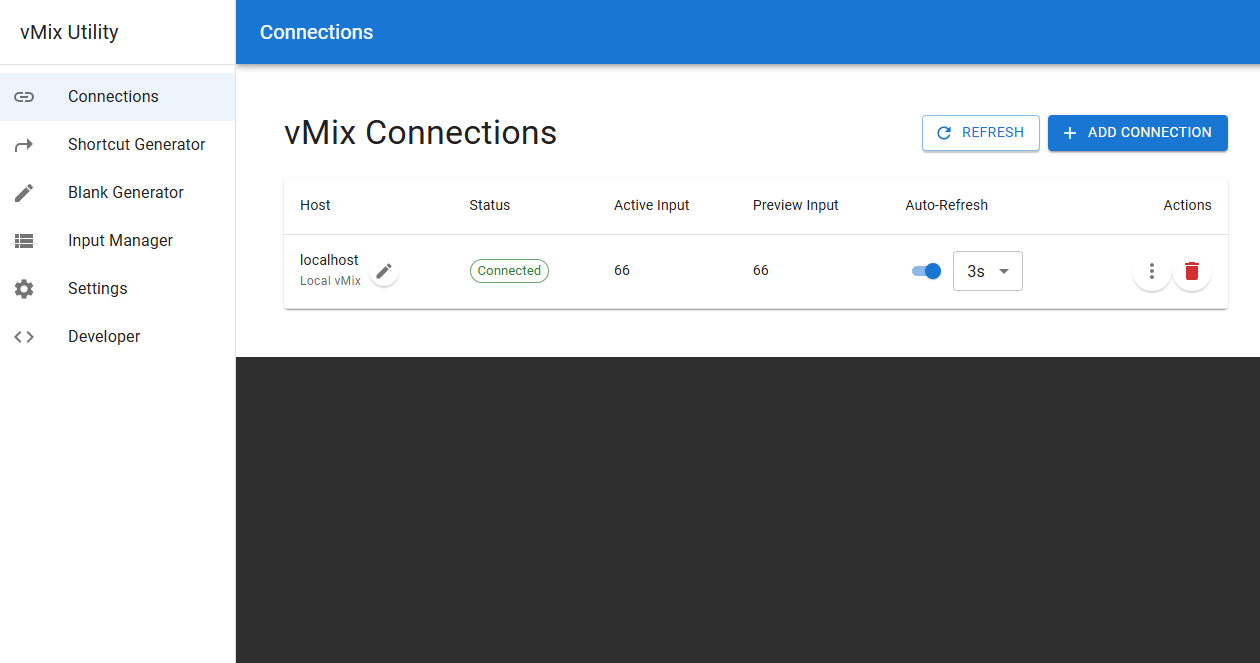 vMix Utility
Connections
Connections
Shortcut Generator
Blank Generator
Input Manager
Settings
Developer
vMix Connections
REFRESH
ADD CONNECTION
Host Status Active Input Preview Input Auto-Refresh Actions
localhost
Local vMix
Connected 66 66 3s